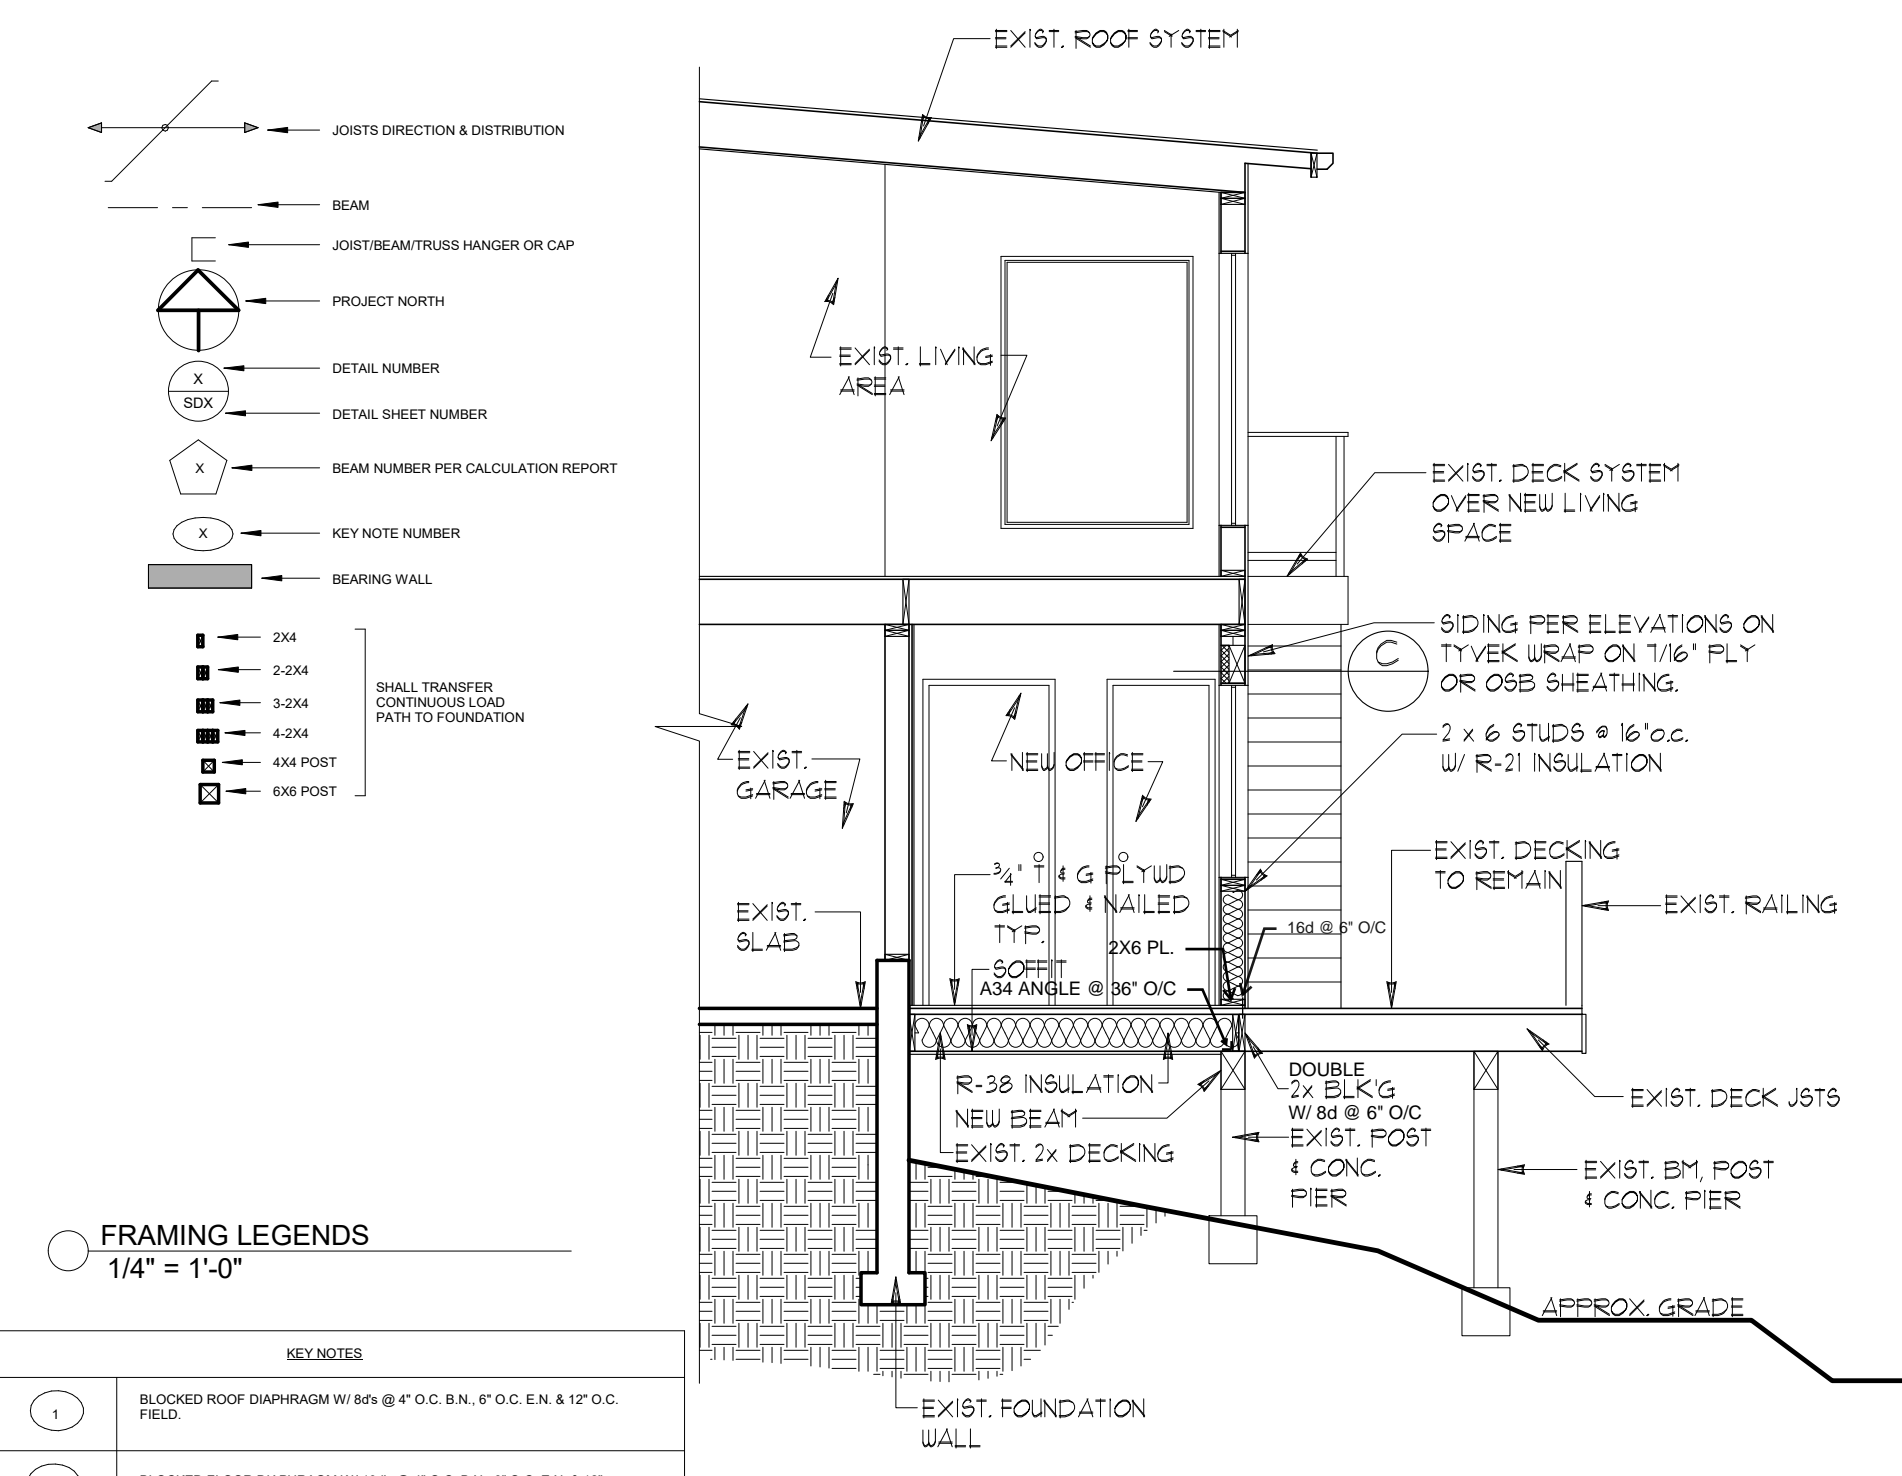 JOISTS DIRECTION & DISTRIBUTION
BEAM
JOIST/BEAM/TRUSS HANGER OR CAP
PROJECT NORTH
X
SDX
DETAIL NUMBER
DETAIL SHEET NUMBER
X
BEAM NUMBER PER CALCULATION REPORT
X
KEY NOTE NUMBER
BEARING WALL
2X4
2-2X4
3-2X4
4-2X4
4X4 POST
6X6 POST
SHALL TRANSFER
CONTINUOUS LOAD
PATH TO FOUNDATION
FRAMING LEGENDS
1/4" = 1'-0"
KEY NOTES
1
BLOCKED ROOF DIAPHRAGM W/ 8d's @ 4" O.C. B.N., 6" O.C. E.N. & 12" O.C.
FIELD.
EXIST. ROOF SYSTEM
EXIST. LIVING
AREA
EXIST. DECK SYSTEM
OVER NEW LIVING
SPACE
SIDING PER ELEVATIONS ON
TYVEK WRAP ON 7/16" PLY
OR OSB SHEATHING.
C
2 x 6 STUDS @ 16"o.c.
W/ R-21 INSULATION
EXIST.
GARAGE
NEW OFFICE
3/4" T & G PLYWD
GLUED & NAILED
TYP.
SOFFIT
2X6 PL.
A34 ANGLE @ 36" O/C
16d @ 6" O/C
EXIST.
SLAB
EXIST. DECKING
TO REMAIN
EXIST. RAILING
R-38 INSULATION
NEW BEAM
EXIST. 2x DECKING
DOUBLE
2x BLK'G
W/ 8d @ 6" O/C
EXIST. POST
& CONC.
PIER
EXIST. DECK JSTS
EXIST. BM, POST
& CONC. PIER
APPROX. GRADE
EXIST. FOUNDATION
WALL